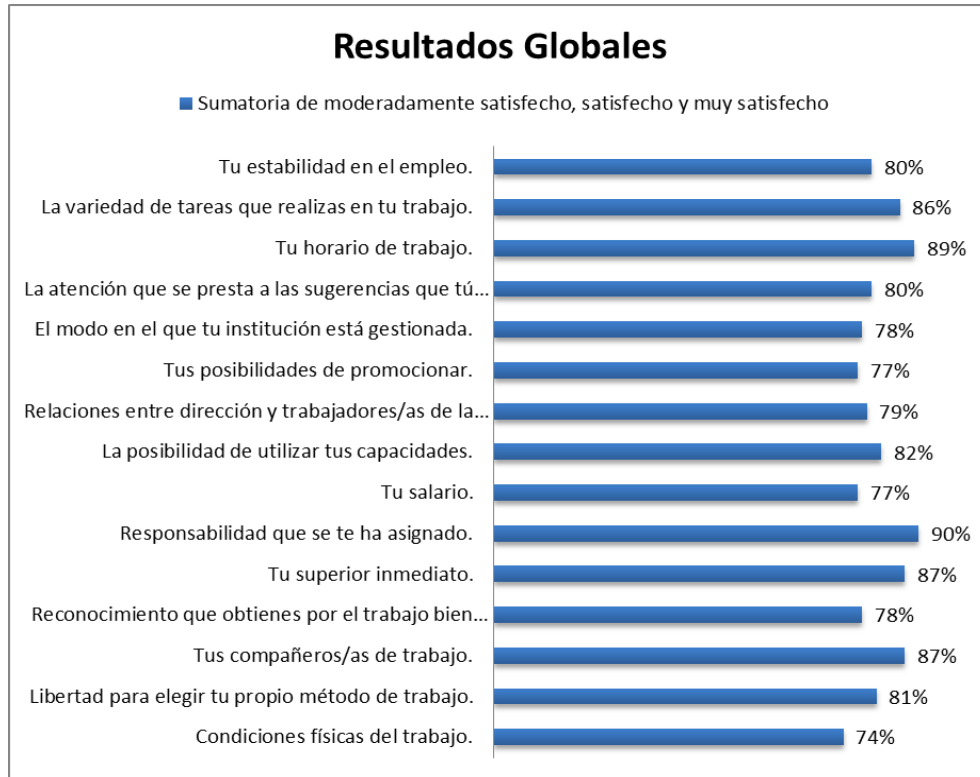 Resultados Globales
Sumatoria de moderadamente satisfecho, satisfecho y muy satisfecho
Tu estabilidad en el empleo. 80%
La variedad de tareas que realizas en tu trabajo. 86%
Tu horario de trabajo. 89%
La atención que se presta a las sugerencias que tú... 80%
El modo en el que tu institución está gestionada. 78%
Tus posibilidades de promocionar. 77%
Relaciones entre dirección y trabajadores/as de la... 79%
La posibilidad de utilizar tus capacidades. 82%
Tu salario. 77%
Responsabilidad que se te ha asignado. 90%
Tu superior inmediato. 87%
Reconocimiento que obtienes por el trabajo bien... 78%
Tus compañeros/as de trabajo. 87%
Libertad para elegir tu propio método de trabajo. 81%
Condiciones físicas del trabajo. 74%